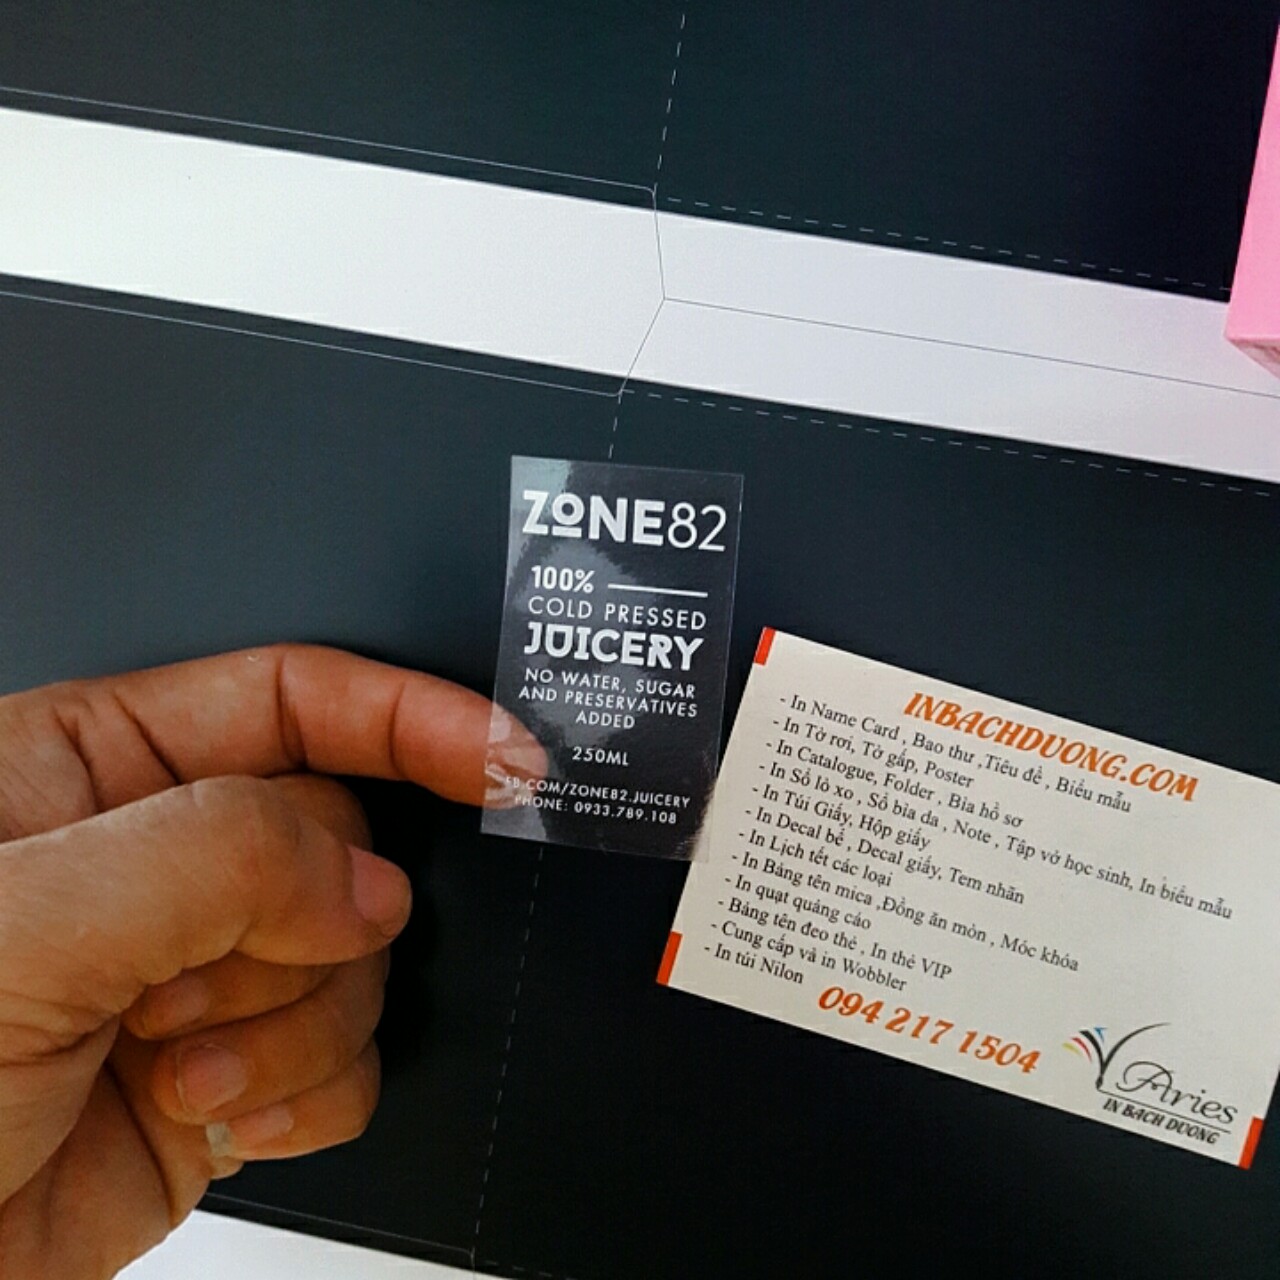 ZONE82
100%
COLD PRESSED
JUICERY
NO WATER, SUGAR
AND PRESERVATIVES
ADDED
250ML
FB.COM/ZONE82.JUICERY
PHONE: 0933.789.108
INBACHDUONG.COM
- In Name Card , Bao thư ,Tiêu đề , Biểu mẫu
- In Tờ rơi, Tờ gấp, Poster
- In Catalogue, Folder , Bìa hồ sơ
- In Sổ lò xo , Sổ bìa da , Note , Tập vở học sinh, In biểu mẫu
- In Túi Giấy, Hộp giấy
- In Decal bế , Decal giấy, Tem nhãn
- In Lịch tết các loại
- In Bảng tên mica ,Đồng ăn mòn , Móc khóa
- In quạt quảng cáo
- Bảng tên đeo thẻ , In thẻ VIP
- Cung cấp và in Wobbler
- In túi Nilon
094 217 1504
Aries
IN BACH DUONG